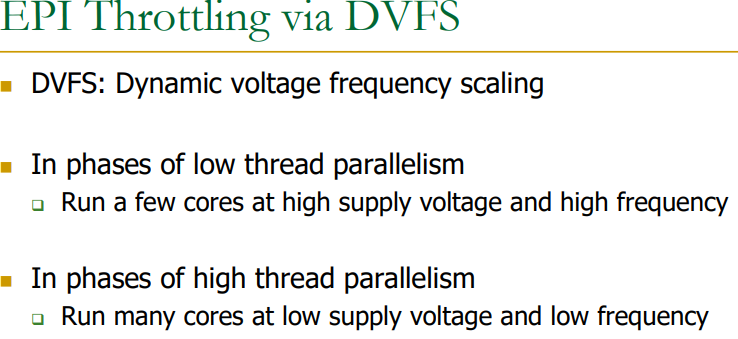 EPI Throttling via DVFS
DVFS: Dynamic voltage frequency scaling
In phases of low thread parallelism
Run a few cores at high supply voltage and high frequency
In phases of high thread parallelism
Run many cores at low supply voltage and low frequency